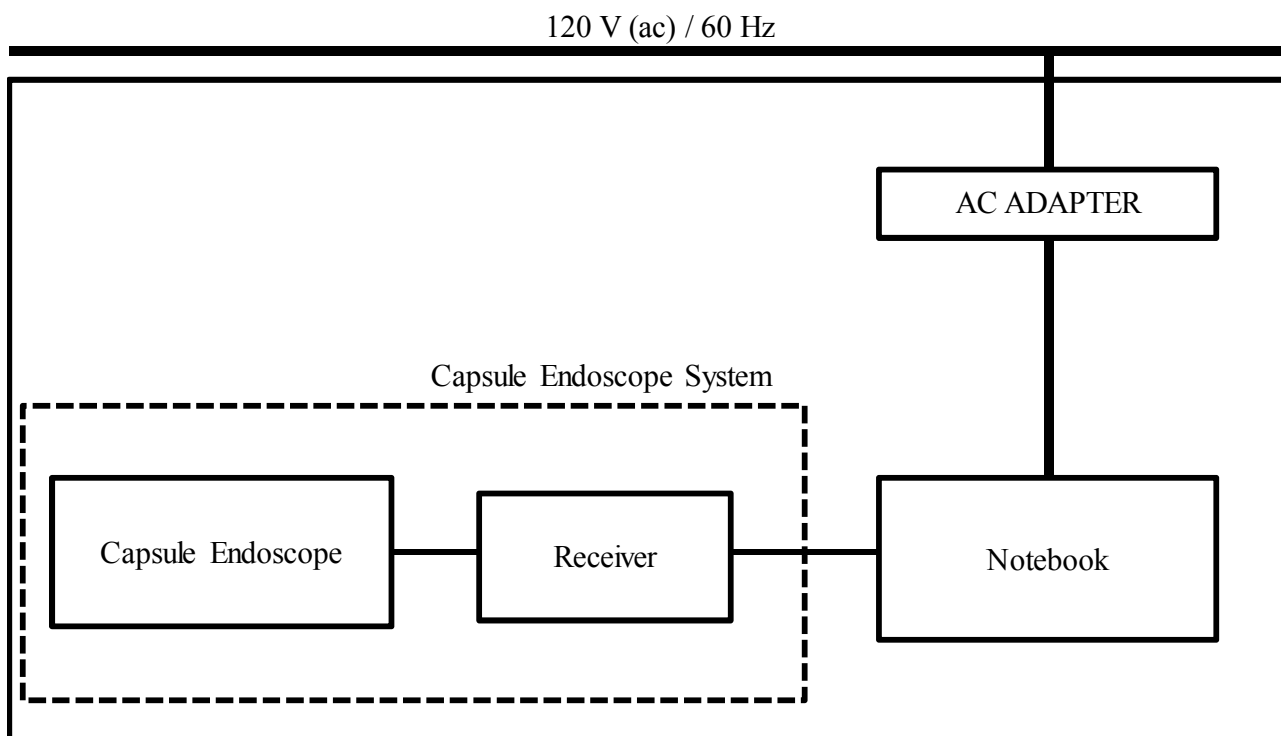 120 V (ac) / 60 Hz
AC ADAPTER
Capsule Endoscope System
Capsule Endoscope
Receiver
Notebook